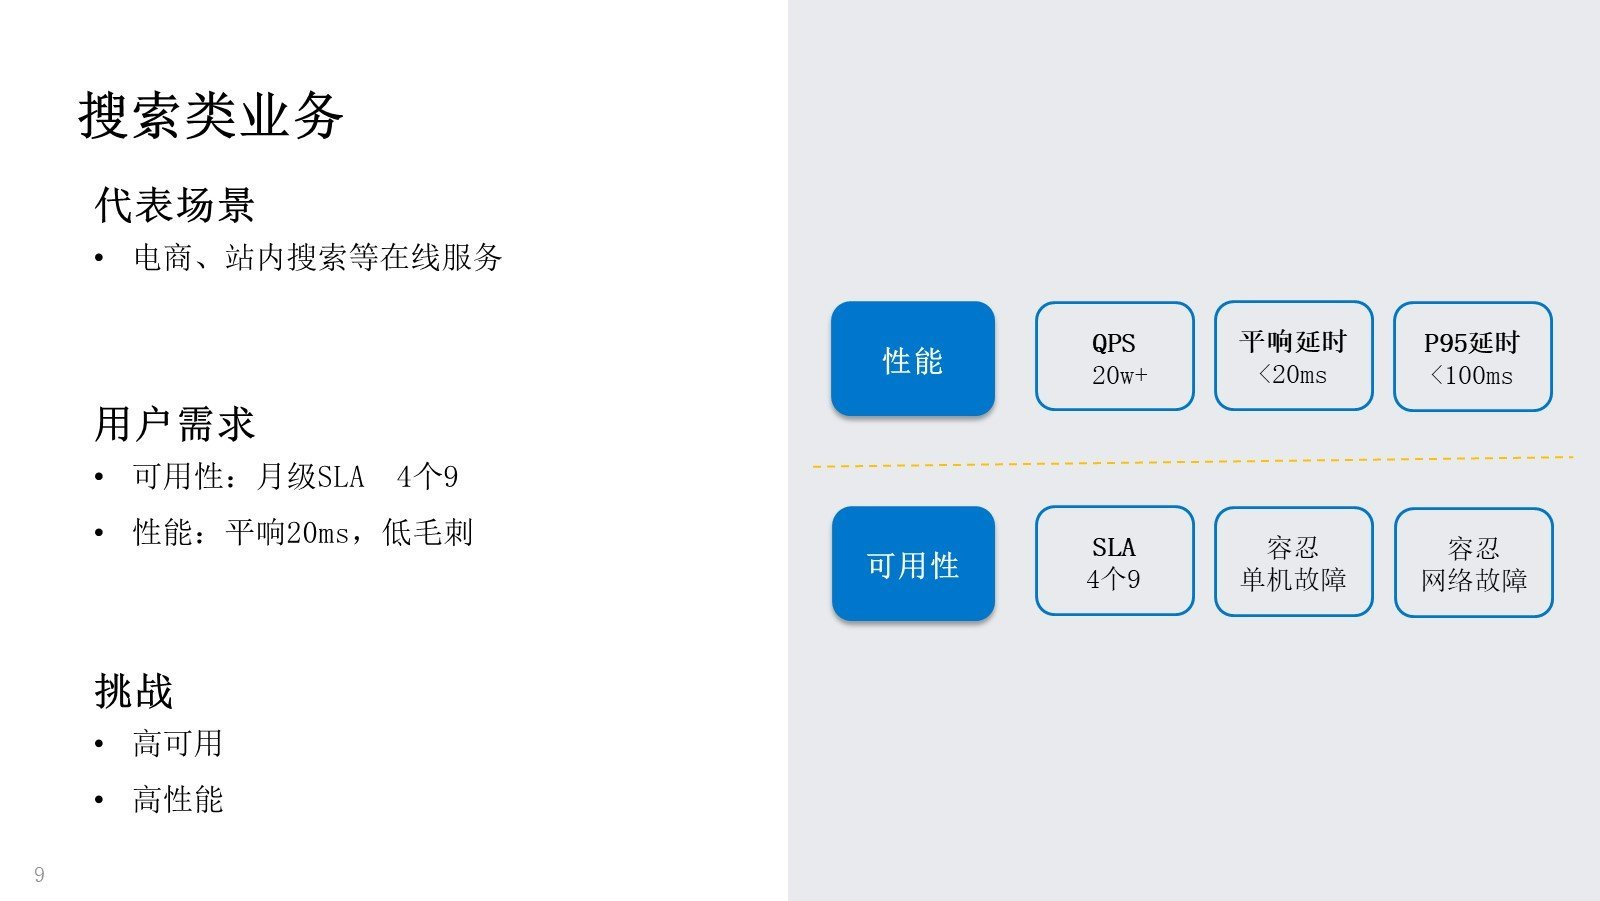 搜索类业务
代表场景
• 电商、站内搜索等在线服务
用户需求
• 可用性：月级SLA 4个9
• 性能：平响20ms，低毛刺
挑战
• 高可用
• 高性能
9
性能
QPS
20w+
平响延时
<20ms
P95延时
<100ms
可用性
SLA
4个9
容忍
单机故障
容忍
网络故障